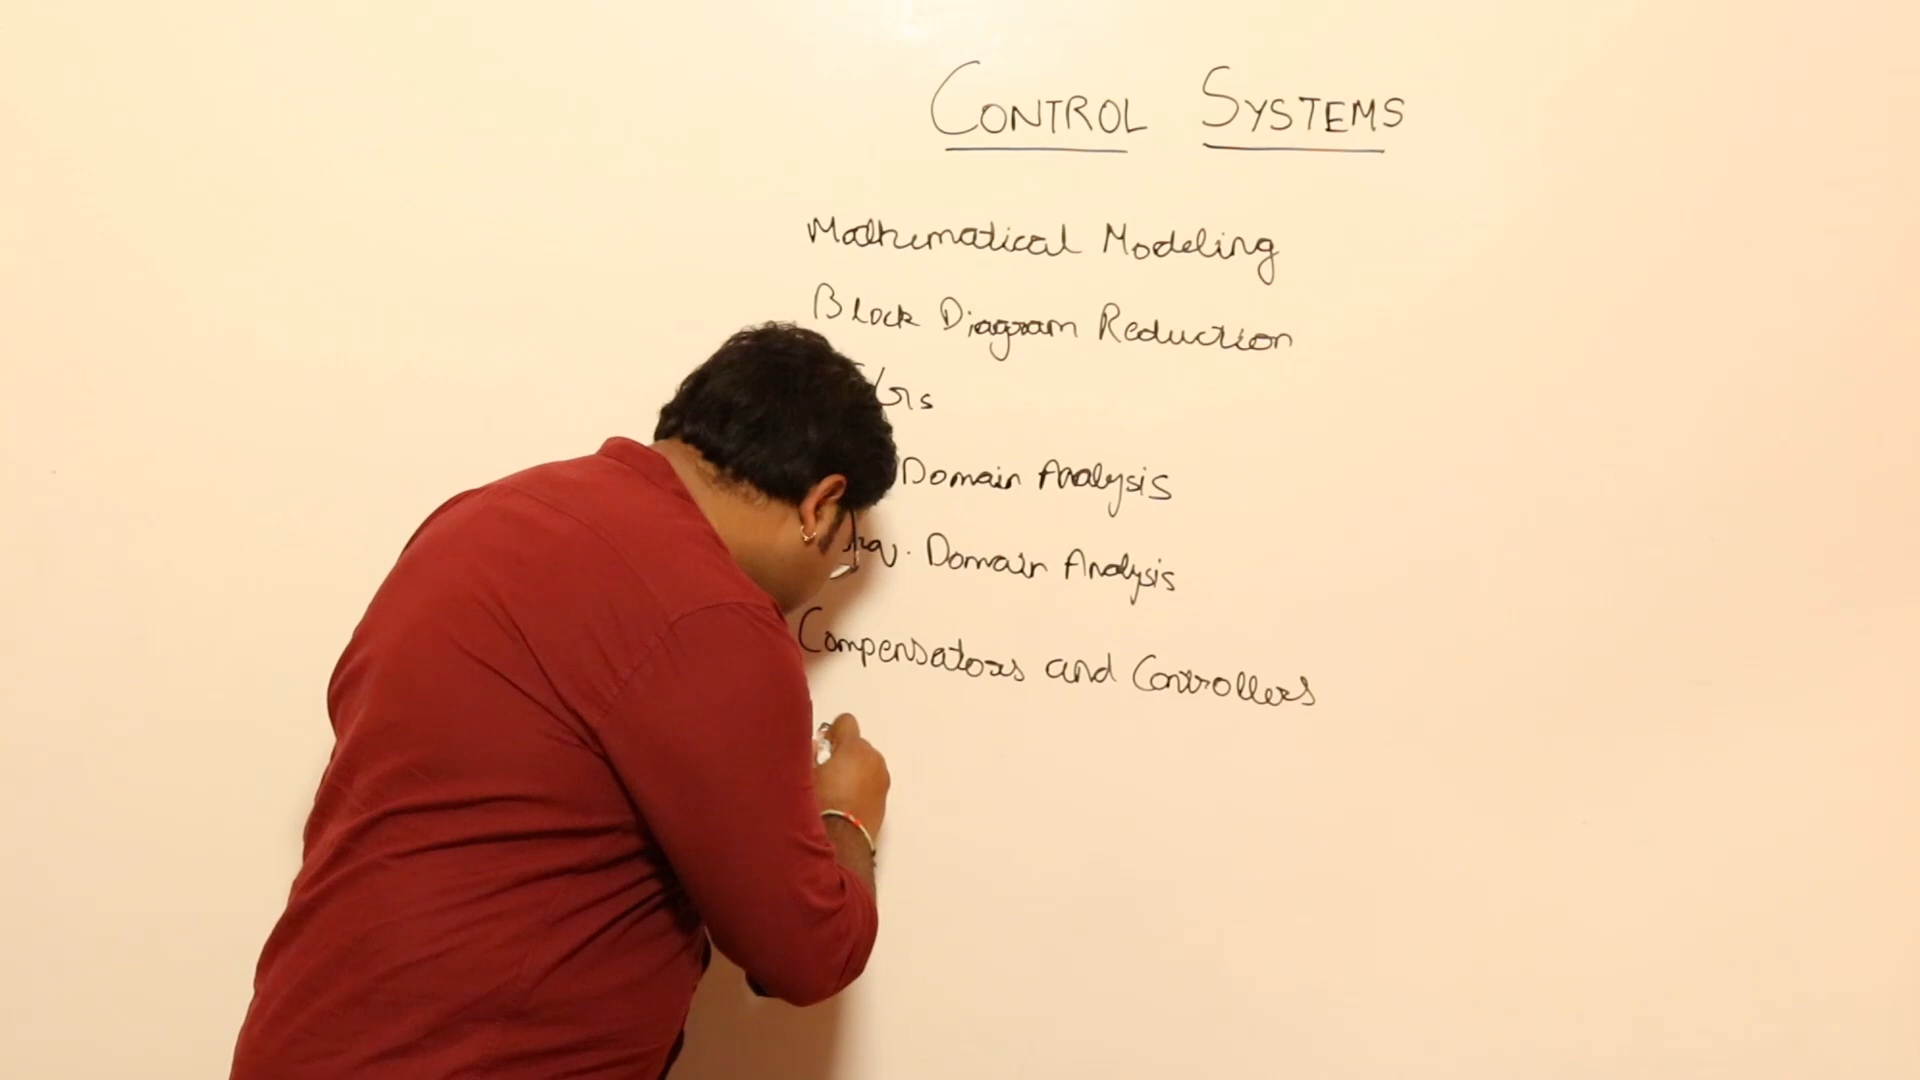 CONTROL SYSTEMS
Mathematical Modeling
Block Diagram Reduction
Domain Analysis
Domain Analysis
Compensators and Controllers